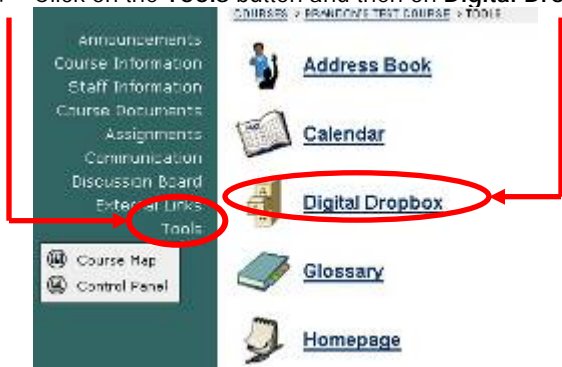 Click on the Tools button and then on Digital Dro
COURSES > BRANDON'S TEST COURSE > TOOLS
Announcements
Course Information
Staff Information
Course Documents
Assignments
Communication
Discussion Board
External Links
Tools
Course Map
Control Panel
Address Book
Calendar
Digital Dropbox
Glossary
Homepage